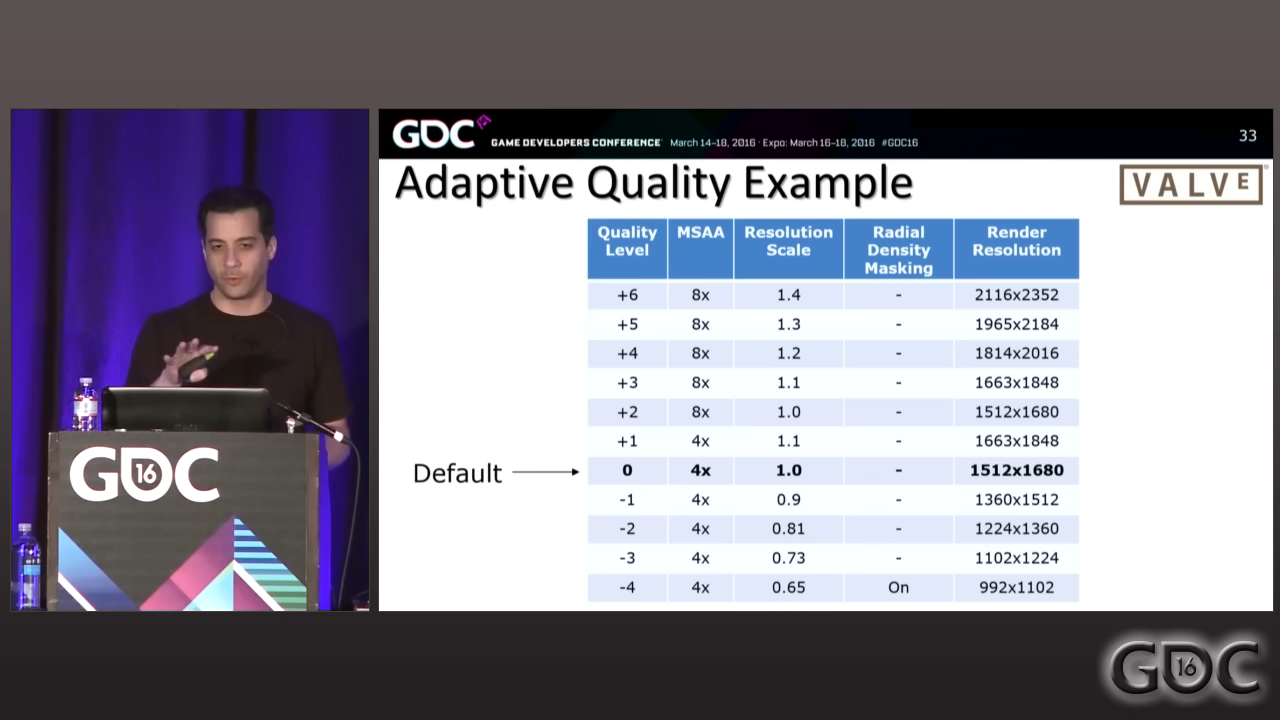 GDC
GAME DEVELOPERS CONFERENCE March 14-18, 2016 · Expo: March 16-18, 2016 #GDC16
33
Adaptive Quality Example
VALVE
Quality Level MSAA Resolution Scale Radial Density Masking Render Resolution
+6 8x 1.4 - 2116x2352
+5 8x 1.3 - 1965x2184
+4 8x 1.2 - 1814x2016
+3 8x 1.1 - 1663x1848
+2 8x 1.0 - 1512x1680
+1 4x 1.1 - 1663x1848
Default
0 4x 1.0 - 1512x1680
-1 4x 0.9 - 1360x1512
-2 4x 0.81 - 1224x1360
-3 4x 0.73 - 1102x1224
-4 4x 0.65 On 992x1102
GDC 16
GDC 16